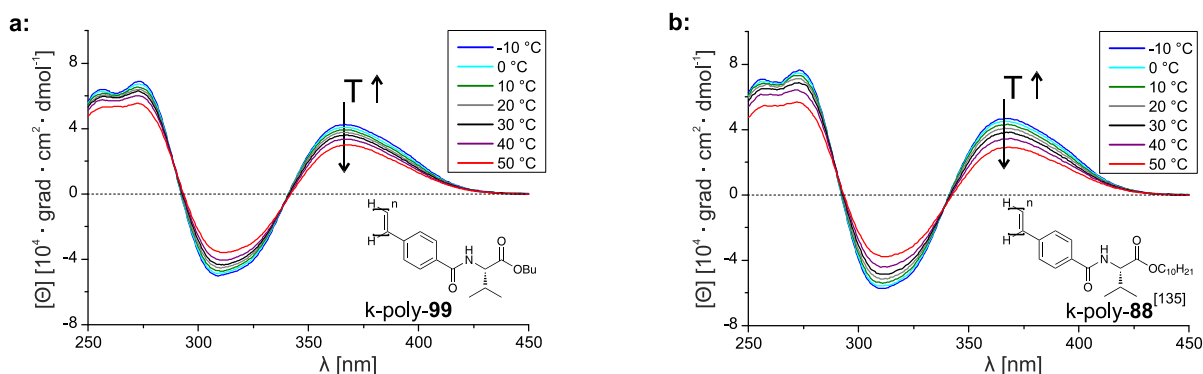 a:
[Θ] [10⁴ · grad · cm² · dmol⁻¹]
8
4
0
-4
-8
250 300 350 400 450
λ [nm]
-10 °C
0 °C
10 °C
20 °C
30 °C
40 °C
50 °C
T
H
n
H
O
H
N
O
OBu
k-poly-99
b:
[Θ] [10⁴ · grad · cm² · dmol⁻¹]
8
4
0
-4
-8
250 300 350 400 450
λ [nm]
-10 °C
0 °C
10 °C
20 °C
30 °C
40 °C
50 °C
T
H
n
H
O
H
N
O
OC₁₀H₂₁
k-poly-88[135]